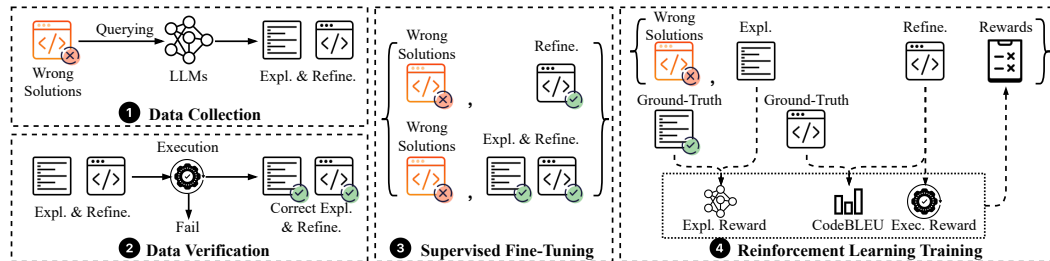 Querying
Wrong
Solutions
LLMs
Expl. & Refine.
1 Data Collection
Execution
Expl. & Refine.
Fail
Correct Expl.
& Refine.
2 Data Verification
Wrong
Solutions
Refine.
,
Wrong
Solutions
Expl. & Refine.
,
3 Supervised Fine-Tuning
Wrong
Solutions
,
Expl.
Refine.
Rewards
Ground-Truth
Ground-Truth
Expl. Reward
CodeBLEU
Exec. Reward
4 Reinforcement Learning Training